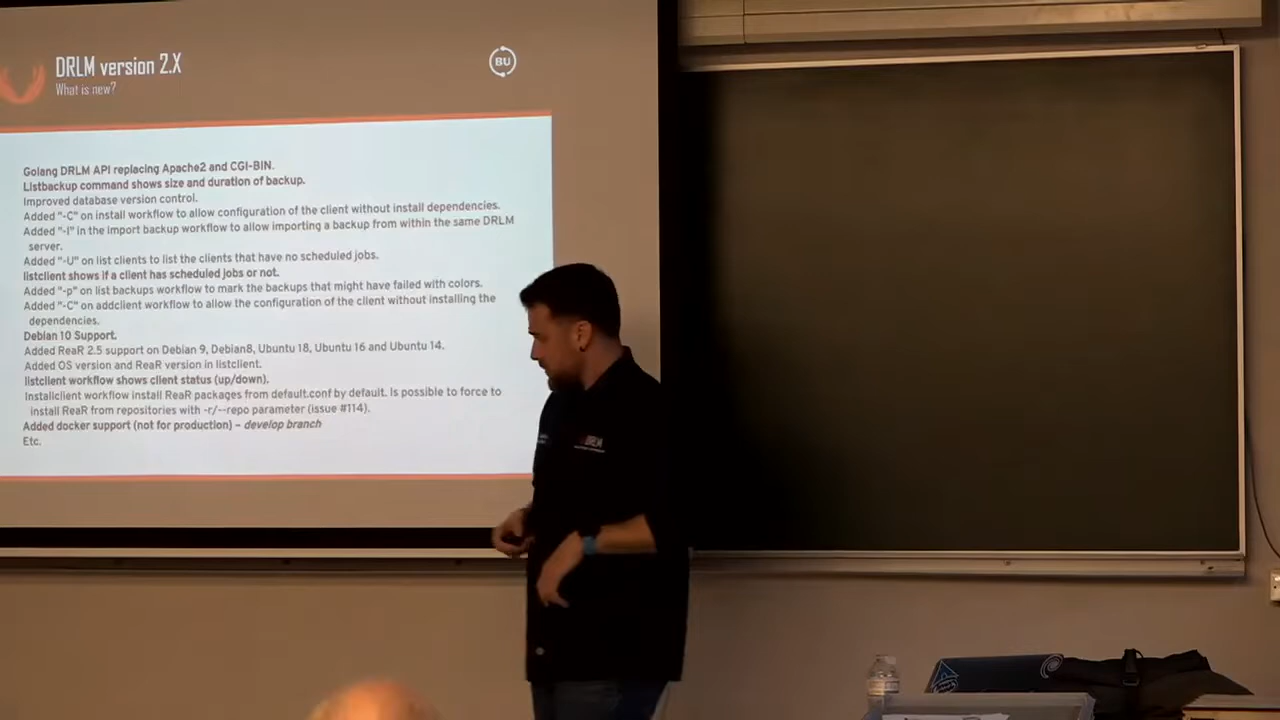 DRLM version 2.X
What is new?
BU
Golang DRLM API replacing Apache2 and CGI-BIN.
Listbackup command shows size and duration of backup.
Improved database version control.
Added "-C" on install workflow to allow configuration of the client without install dependencies.
Added "-I" in the import backup workflow to allow importing a backup from within the same DRLM
server.
Added "-U" on list clients to list the clients that have no scheduled jobs.
listclient shows if a client has scheduled jobs or not.
Added "-p" on list backups workflow to mark the backups that might have failed with colors.
Added "-C" on addclient workflow to allow the configuration of the client without installing the
dependencies.
Debian 10 Support.
Added ReaR 2.5 support on Debian 9, Debian8, Ubuntu 18, Ubuntu 16 and Ubuntu 14.
Added OS version and ReaR version in listclient.
listclient workflow shows client status (up/down).
Installclient workflow install ReaR packages from default.conf by default. Is possible to force to
install ReaR from repositories with -r/--repo parameter (issue #114).
Added docker support (not for production) – develop branch
Etc.
DRLM